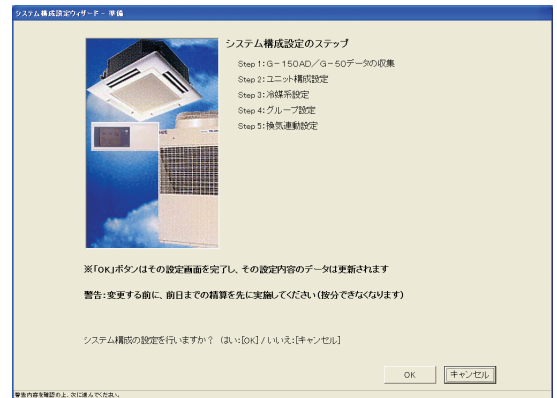 システム構成設定ウィザード - 準備
システム構成設定のステップ
Step 1:G-150AD/G-50データの収集
Step 2:ユニット構成設定
Step 3:冷媒系設定
Step 4:グループ設定
Step 5:換気連動設定
※「OK」ボタンはその設定画面を完了し、その設定内容のデータは更新されます
警告:変更する前に、前日までの精算を先に実施してください(按分できなくなります)
システム構成の設定を行いますか? (はい:[OK] / いいえ:[キャンセル]
OK キャンセル
警告内容を確認の上、次に進んでください。